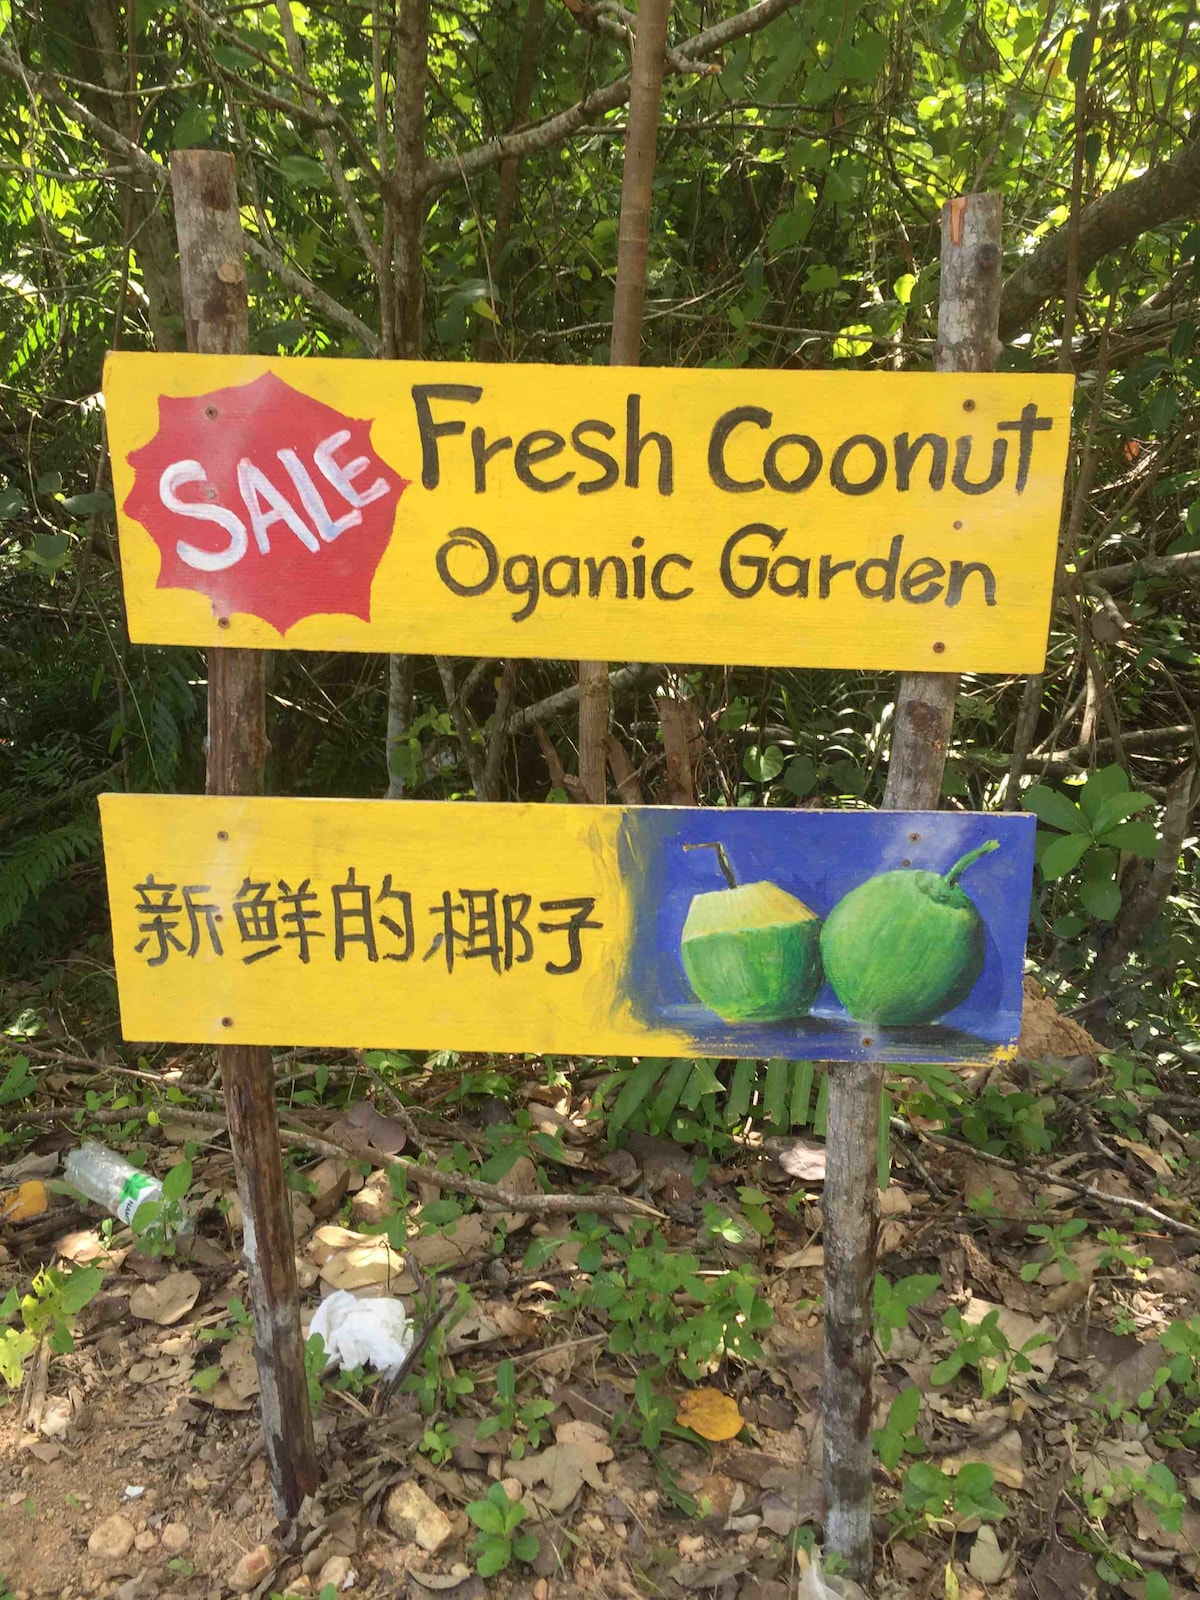 SALE
Fresh Coonut
Oganic Garden
新鲜的椰子